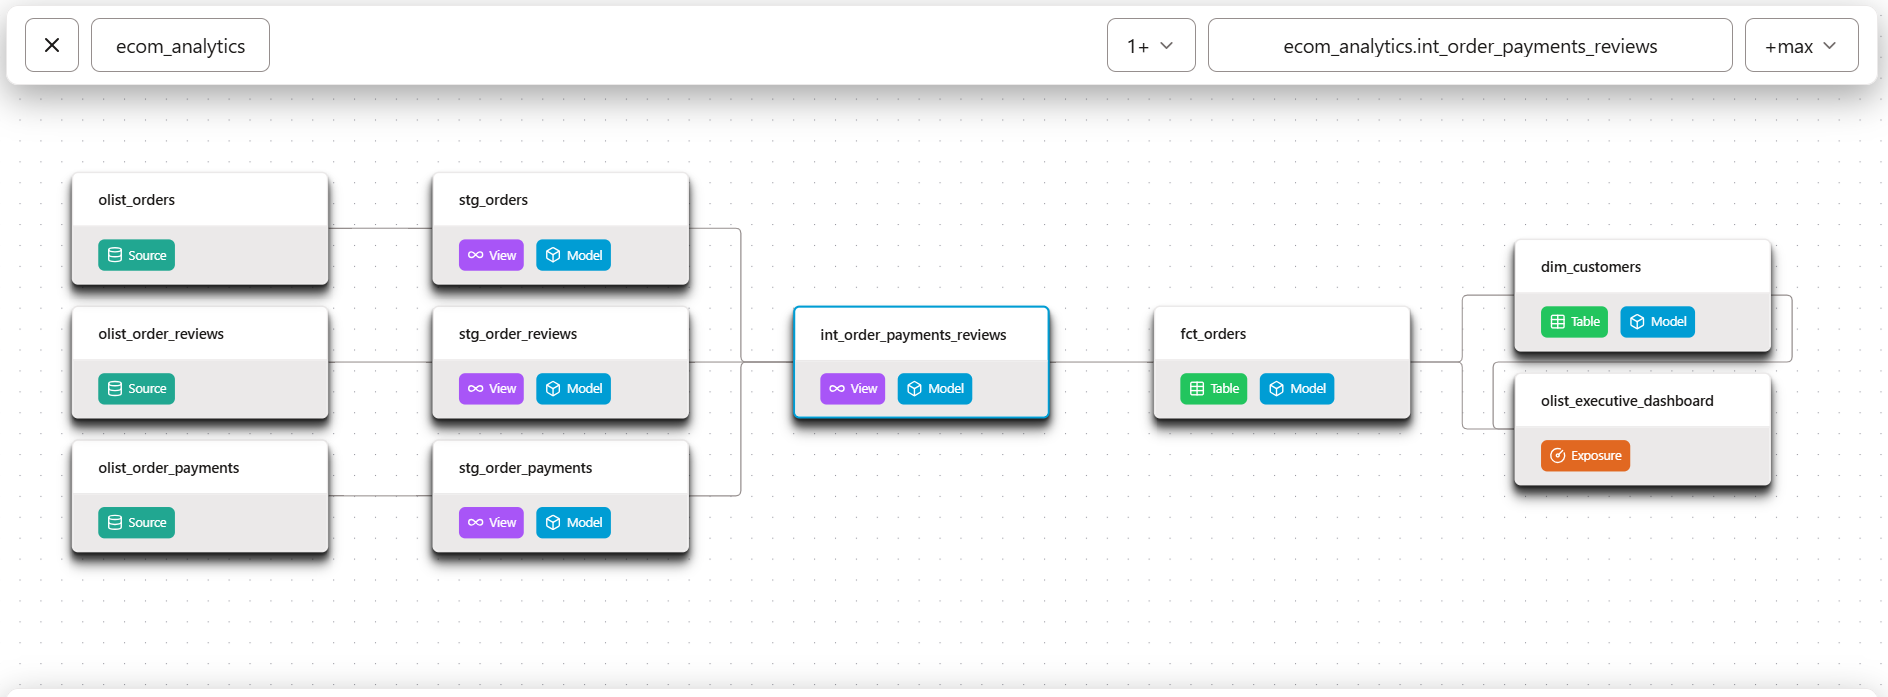 ecom_analytics
1+
ecom_analytics.int_order_payments_reviews
+max
olist_orders
Source
stg_orders
View Model
olist_order_reviews
Source
stg_order_reviews
View Model
olist_order_payments
Source
stg_order_payments
View Model
int_order_payments_reviews
View Model
fct_orders
Table Model
dim_customers
Table Model
olist_executive_dashboard
Exposure